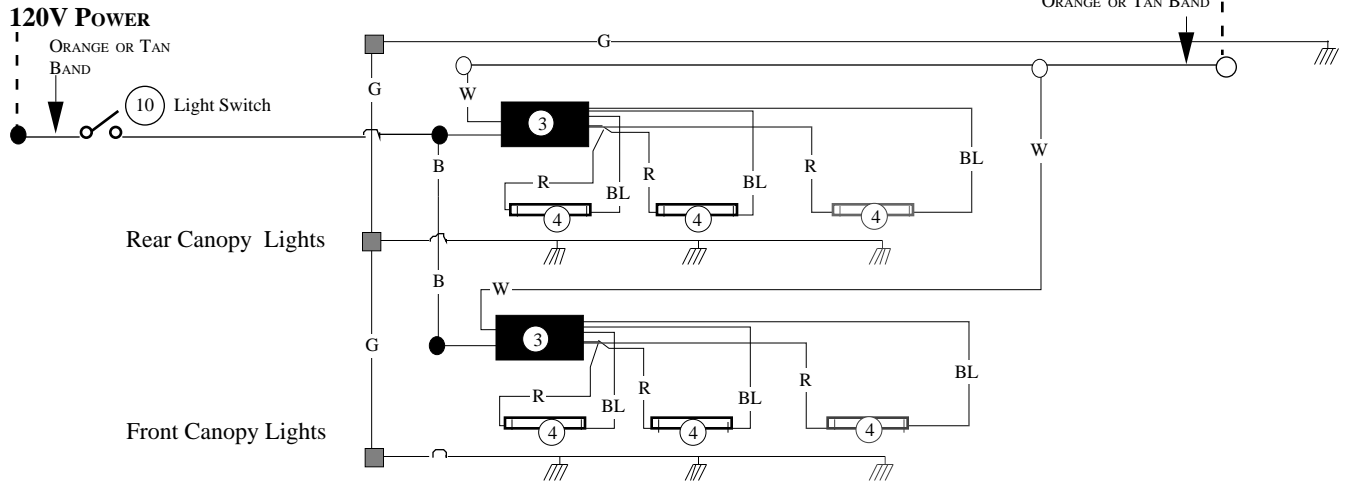 ORANGE OR TAN BAND
120V POWER
ORANGE OR TAN
BAND
10 Light Switch
G
G
W
3
B
R
BL
R
BL
R
BL
W
4
4
4
Rear Canopy Lights
B
W
G
3
R
BL
R
BL
R
BL
4
4
4
Front Canopy Lights